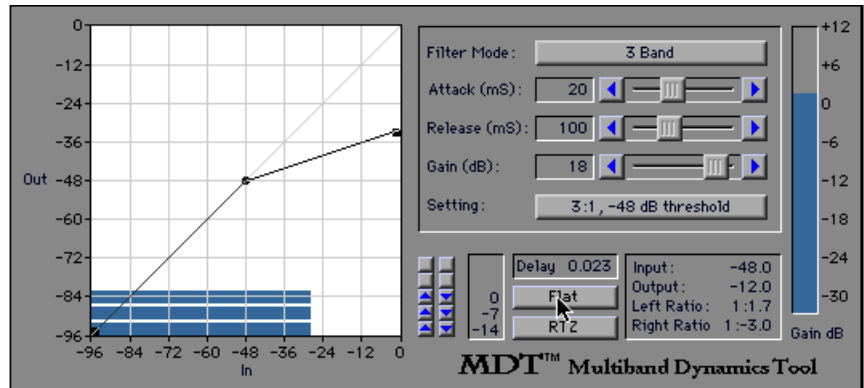 0
-12
-24
-36
Out -48
-60
-72
-84
-96
-96 -84 -72 -60 -48 -36 -24 -12 0
In
Filter Mode: 3 Band
Attack (mS): 20
Release (mS): 100
Gain (dB): 18
Setting: 3:1, -48 dB threshold
0
-7
-14
Delay 0.023
Flat
RTZ
Input: -48.0
Output: -12.0
Left Ratio: 1:1.7
Right Ratio 1:-3.0
+12
+6
0
-6
-12
-18
-24
-30
Gain dB
MDT™ Multiband Dynamics Tool